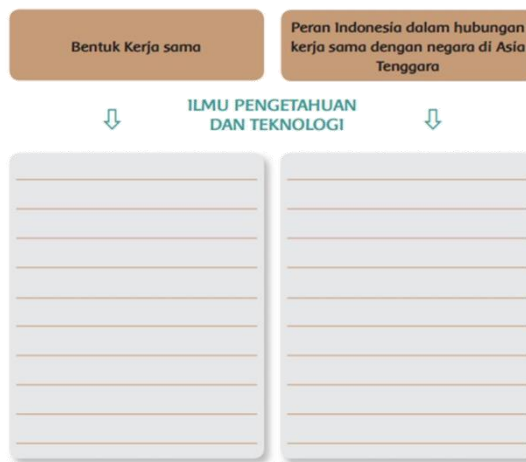 Bentuk Kerja sama
Peran Indonesia dalam hubungan
kerja sama dengan negara di Asia
Tenggara
ILMU PENGETAHUAN
DAN TEKNOLOGI